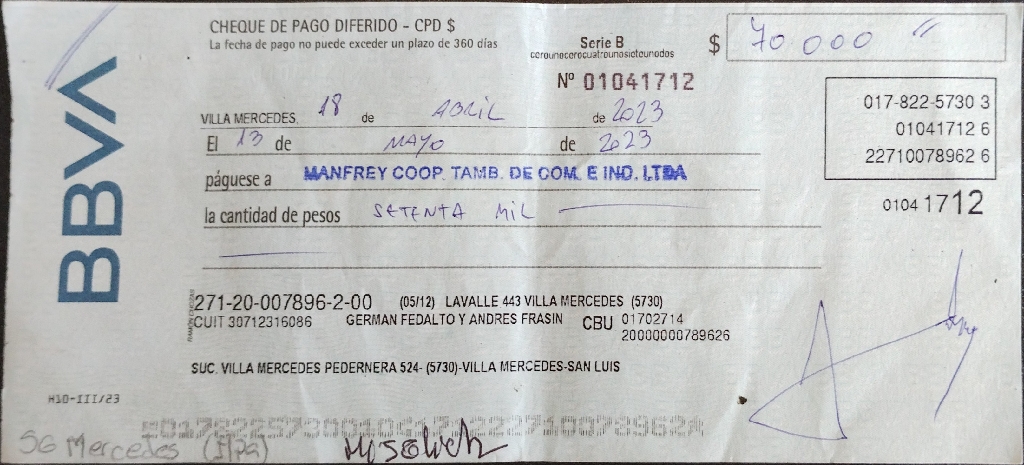 BBVA
CHEQUE DE PAGO DIFERIDO - CPD $
La fecha de pago no puede exceder un plazo de 360 días
Serie B
cerounocerocuatrounosieteunodos
$ 70 000
Nº 01041712
VILLA MERCEDES, 18 de ABRIL de 2023
El 13 de MAYO de 2023
páguese a MANFREY COOP. TAMB. DE COM. E IND. LTDA
la cantidad de pesos SETENTA MIL
017-822-5730 3
01041712 6
22710078962 6
0104 1712
271-20-007896-2-00 (05/12) LAVALLE 443 VILLA MERCEDES (5730)
CUIT 30712316086 GERMAN FEDALTO Y ANDRES FRASIN CBU 01702714
20000000789626
SUC. VILLA MERCEDES PEDERNERA 524- (5730)-VILLA MERCEDES-SAN LUIS
H10-III/23
SG Mercedes